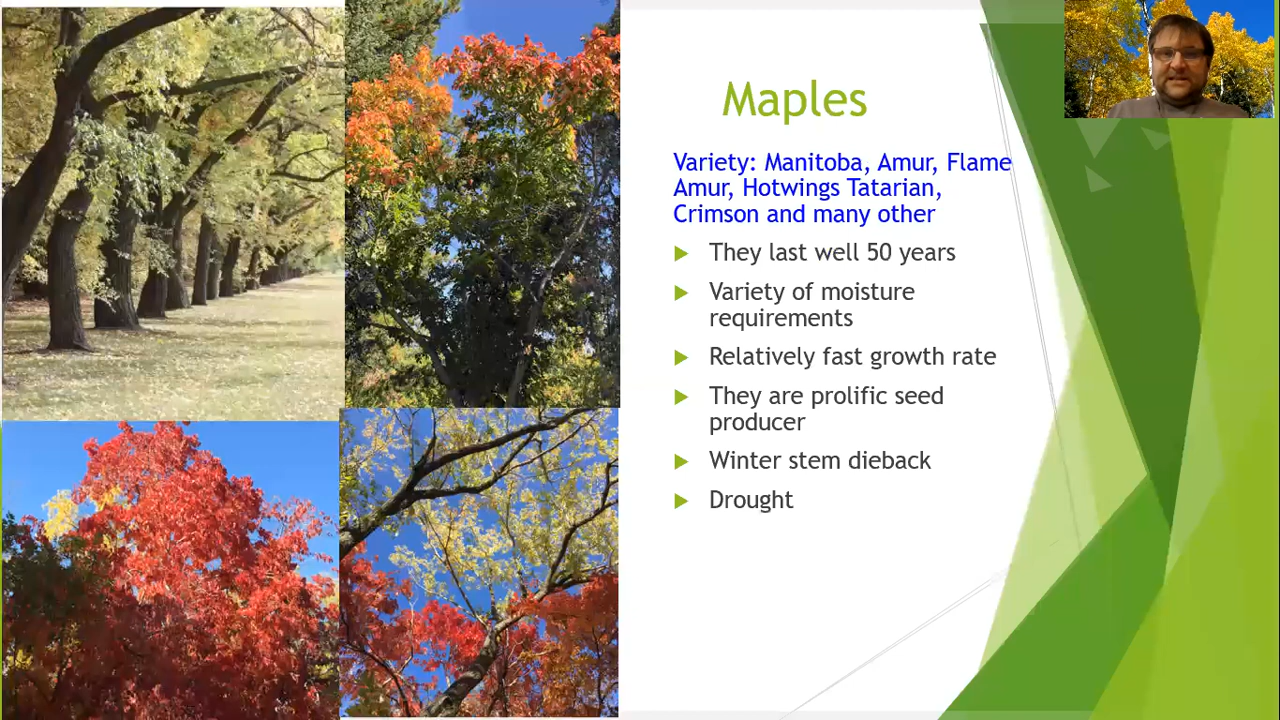 Maples
Variety: Manitoba, Amur, Flame
Amur, Hotwings Tatarian,
Crimson and many other
They last well 50 years
Variety of moisture
requirements
Relatively fast growth rate
They are prolific seed
producer
Winter stem dieback
Drought